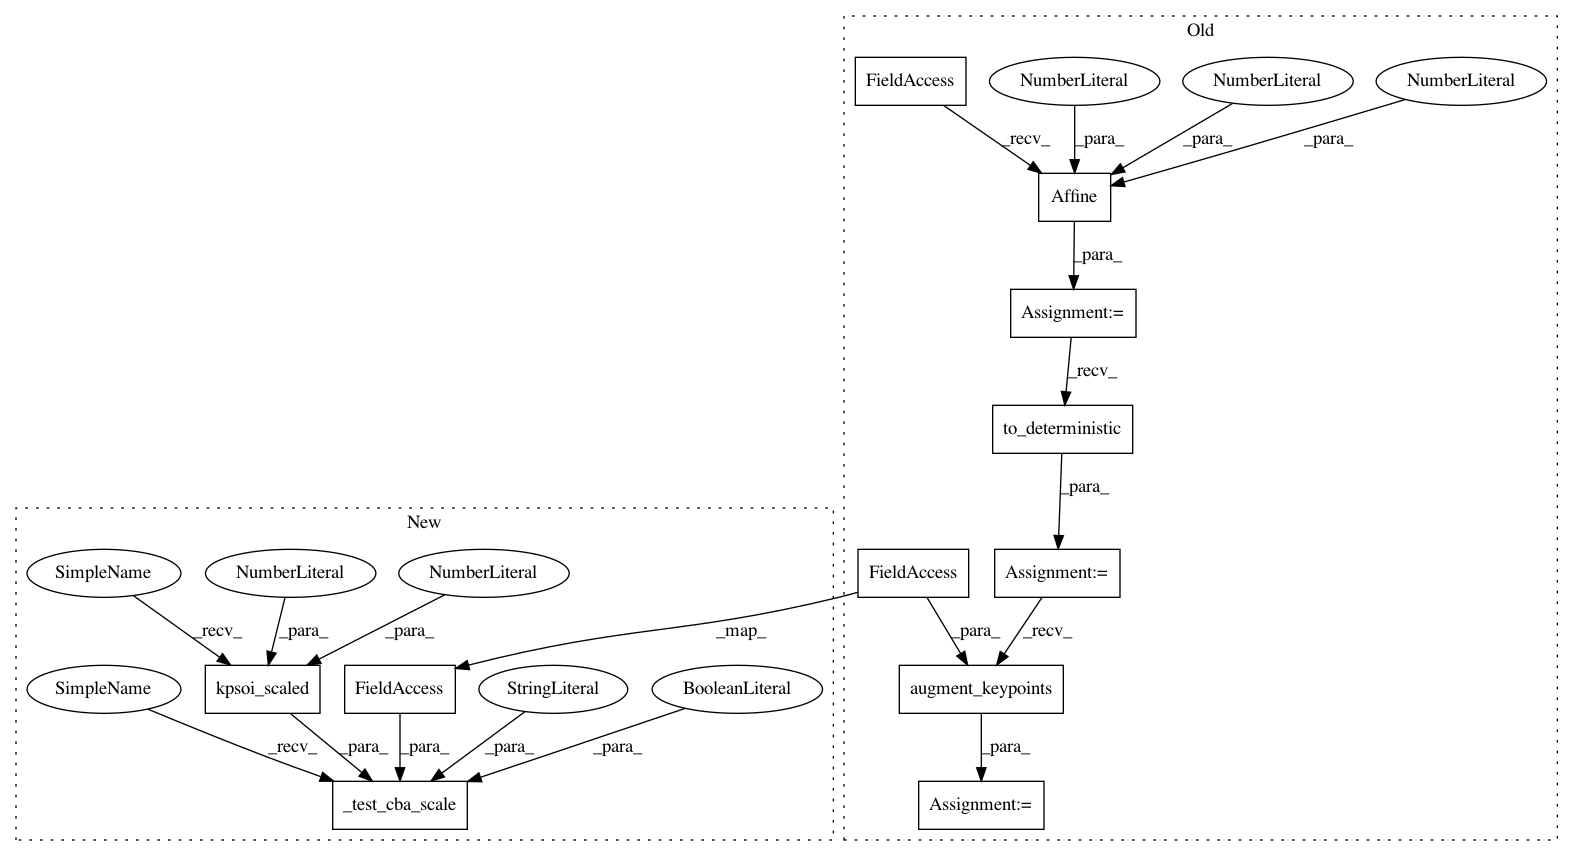 Old
FieldAccess
NumberLiteral
NumberLiteral
NumberLiteral
_recv_
_para_
_para_
_para_
Affine
_para_
Assignment:=
_recv_
to_deterministic
_para_
New
SimpleName
NumberLiteral
NumberLiteral
FieldAccess
Assignment:=
_recv_
_para_
_para_
_map_
_para_
_recv_
SimpleName
kpsoi_scaled
FieldAccess
StringLiteral
BooleanLiteral
augment_keypoints
_recv_
_para_
_para_
_para_
_para_
_para_
_test_cba_scale
Assignment:=